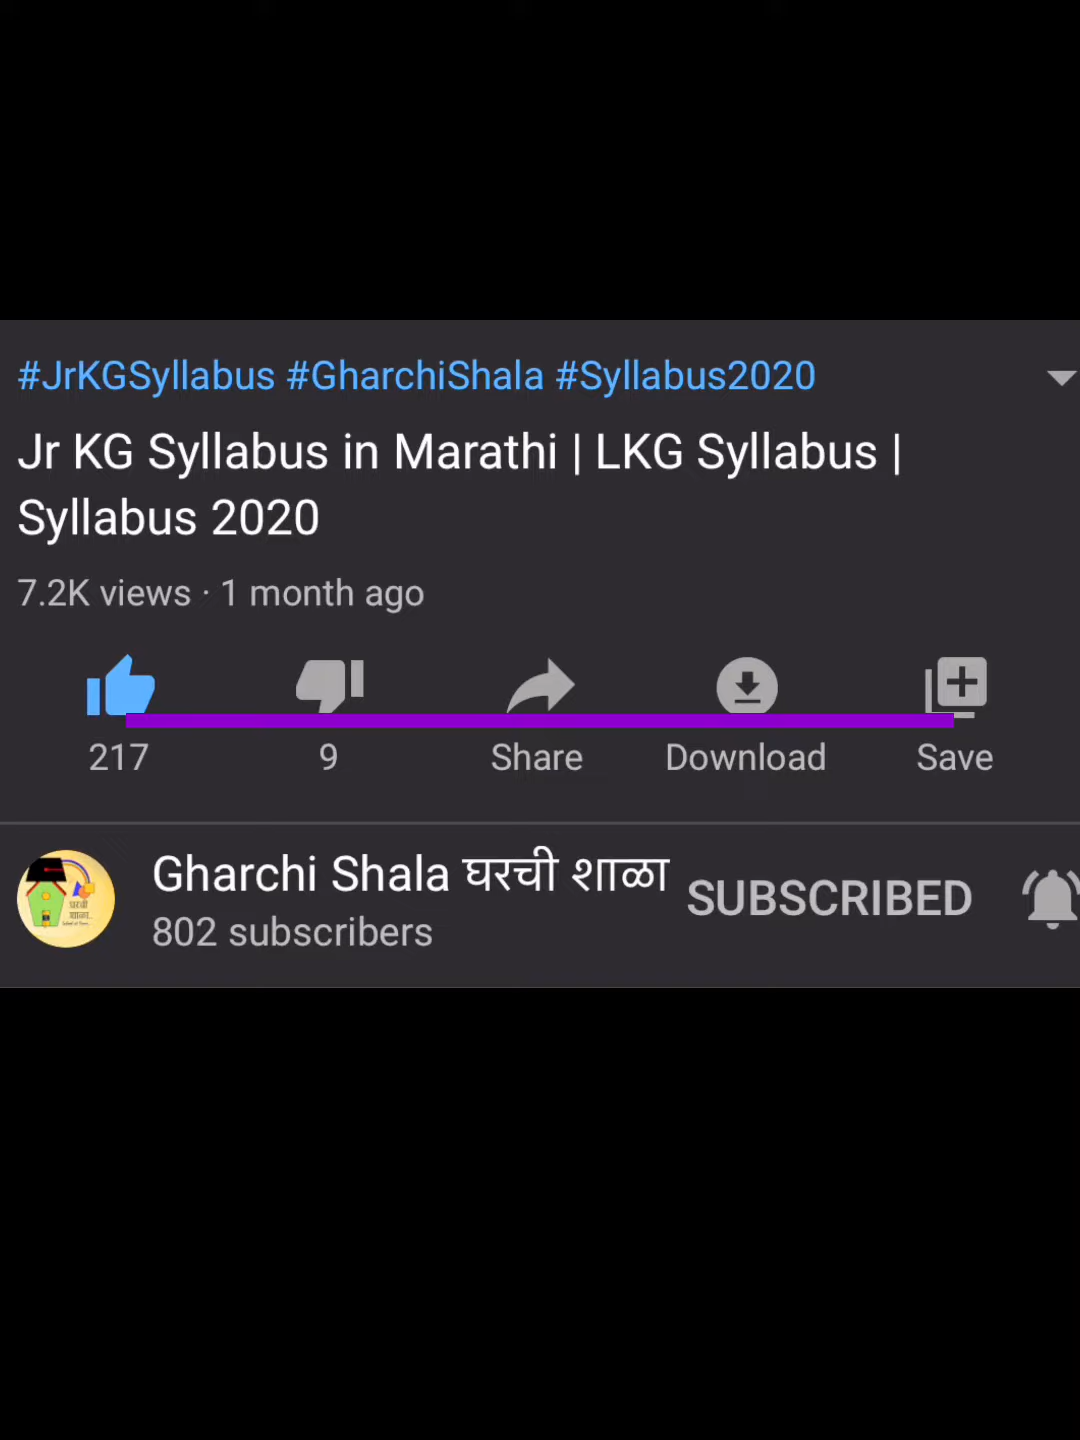 #JrKGSyllabus #GharchiShala #Syllabus2020
Jr KG Syllabus in Marathi | LKG Syllabus |
Syllabus 2020
7.2K views · 1 month ago
217 9 Share Download Save
Gharchi Shala घरची शाळा SUBSCRIBED
802 subscribers
घरची
शाळा..